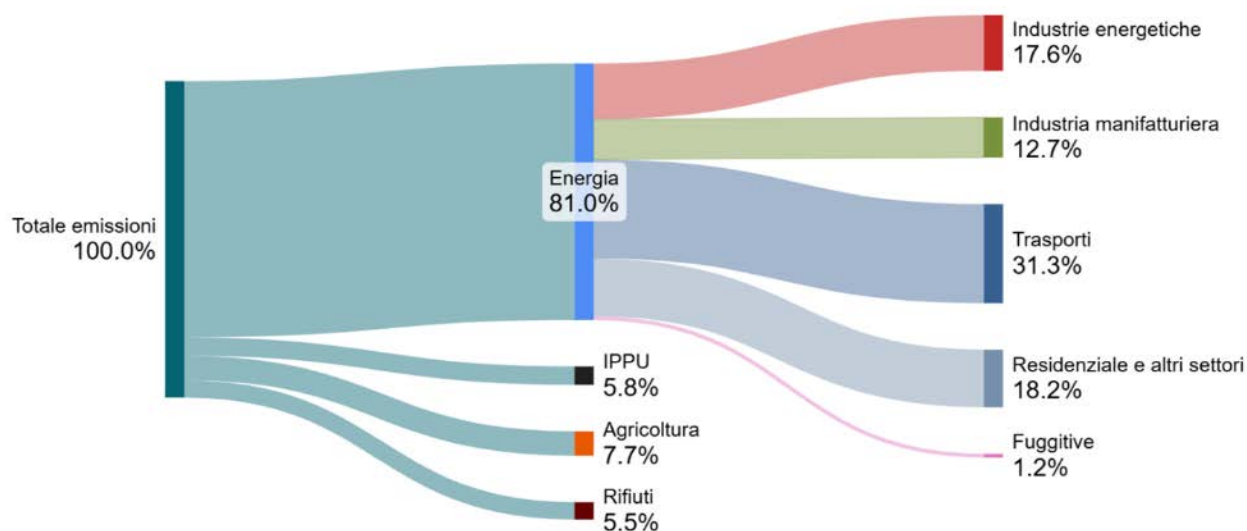 Totale emissioni
100.0%
Energia
81.0%
IPPU
5.8%
Agricoltura
7.7%
Rifiuti
5.5%
Industrie energetiche
17.6%
Industria manifatturiera
12.7%
Trasporti
31.3%
Residenziale e altri settori
18.2%
Fuggitive
1.2%